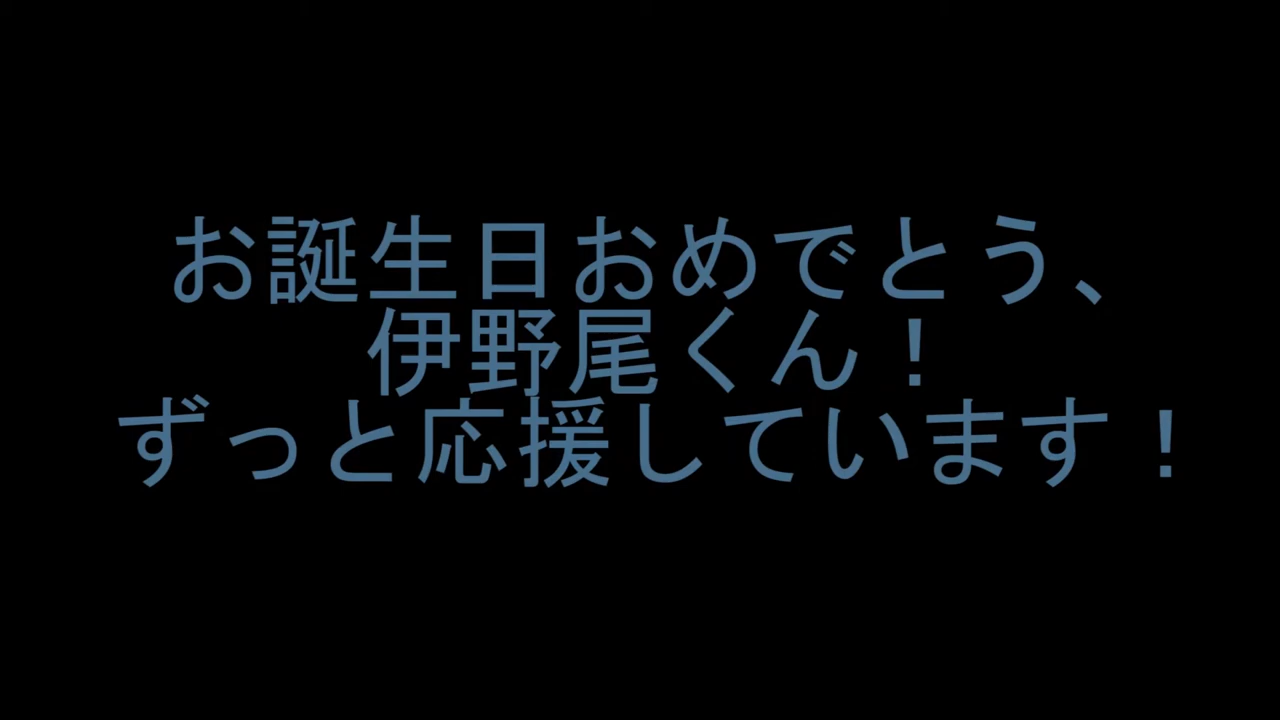 お誕生日おめでとう、
伊野尾くん！
ずっと応援しています！